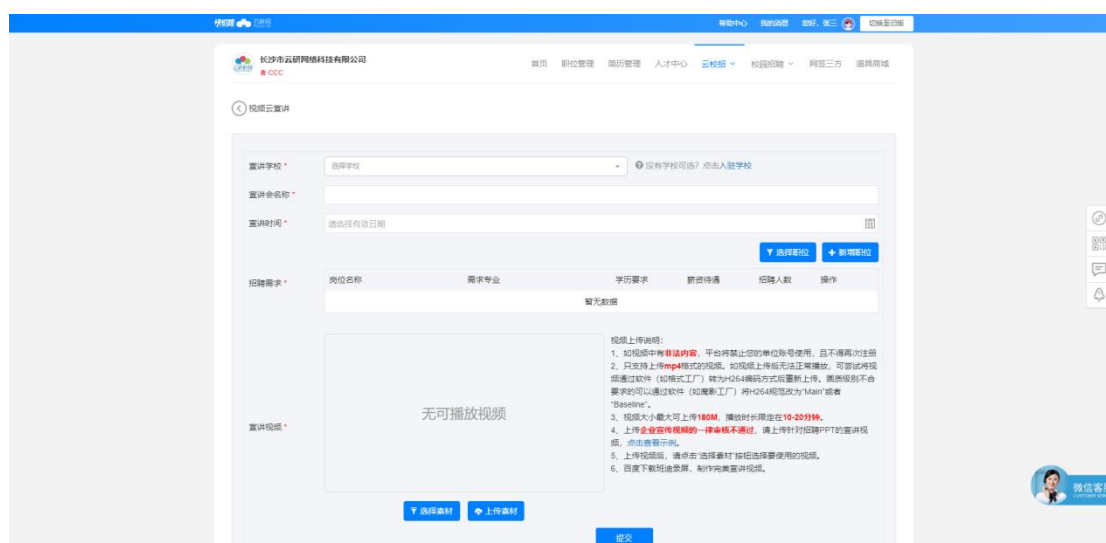 帮助中心 我的消息 您好, 张三 切换至旧版
长沙市云研网络科技有限公司
CCC
首页 职位管理 简历管理 人才中心 云校招 校园招聘 网签三方 道具商城
视频云宣讲
宣讲学校 * 选择学校 没有学校可选？点击入驻学校
宣讲会名称 *
宣讲时间 * 请选择有效日期
选择职位 + 新增职位
招聘需求 * 岗位名称 需求专业 学历要求 薪资待遇 招聘人数 操作
暂无数据
宣讲视频 *
无可播放视频
视频上传说明：
1、如视频中有非法内容，平台将禁止您的单位账号使用，且不得再次注册
2、只支持上传mp4格式的视频。如视频上传后无法正常播放，可尝试将视
频通过软件（如格式工厂）转为H264编码方式后重新上传。画质级别不合
要求的可以通过软件（如魔影工厂）将H264规范改为"Main"或者
"Baseline"。
3、视频大小最大可上传180M，播放时长限定在10-20分钟。
4、上传企业宣传视频的一律审核不通过，请上传针对招聘PPT的宣讲视
频，点击查看示例。
5、上传视频后，请点击"选择素材"按钮选择要使用的视频。
6、百度下载班迪录屏，制作完美宣讲视频。
选择素材 上传素材
提交
微信客